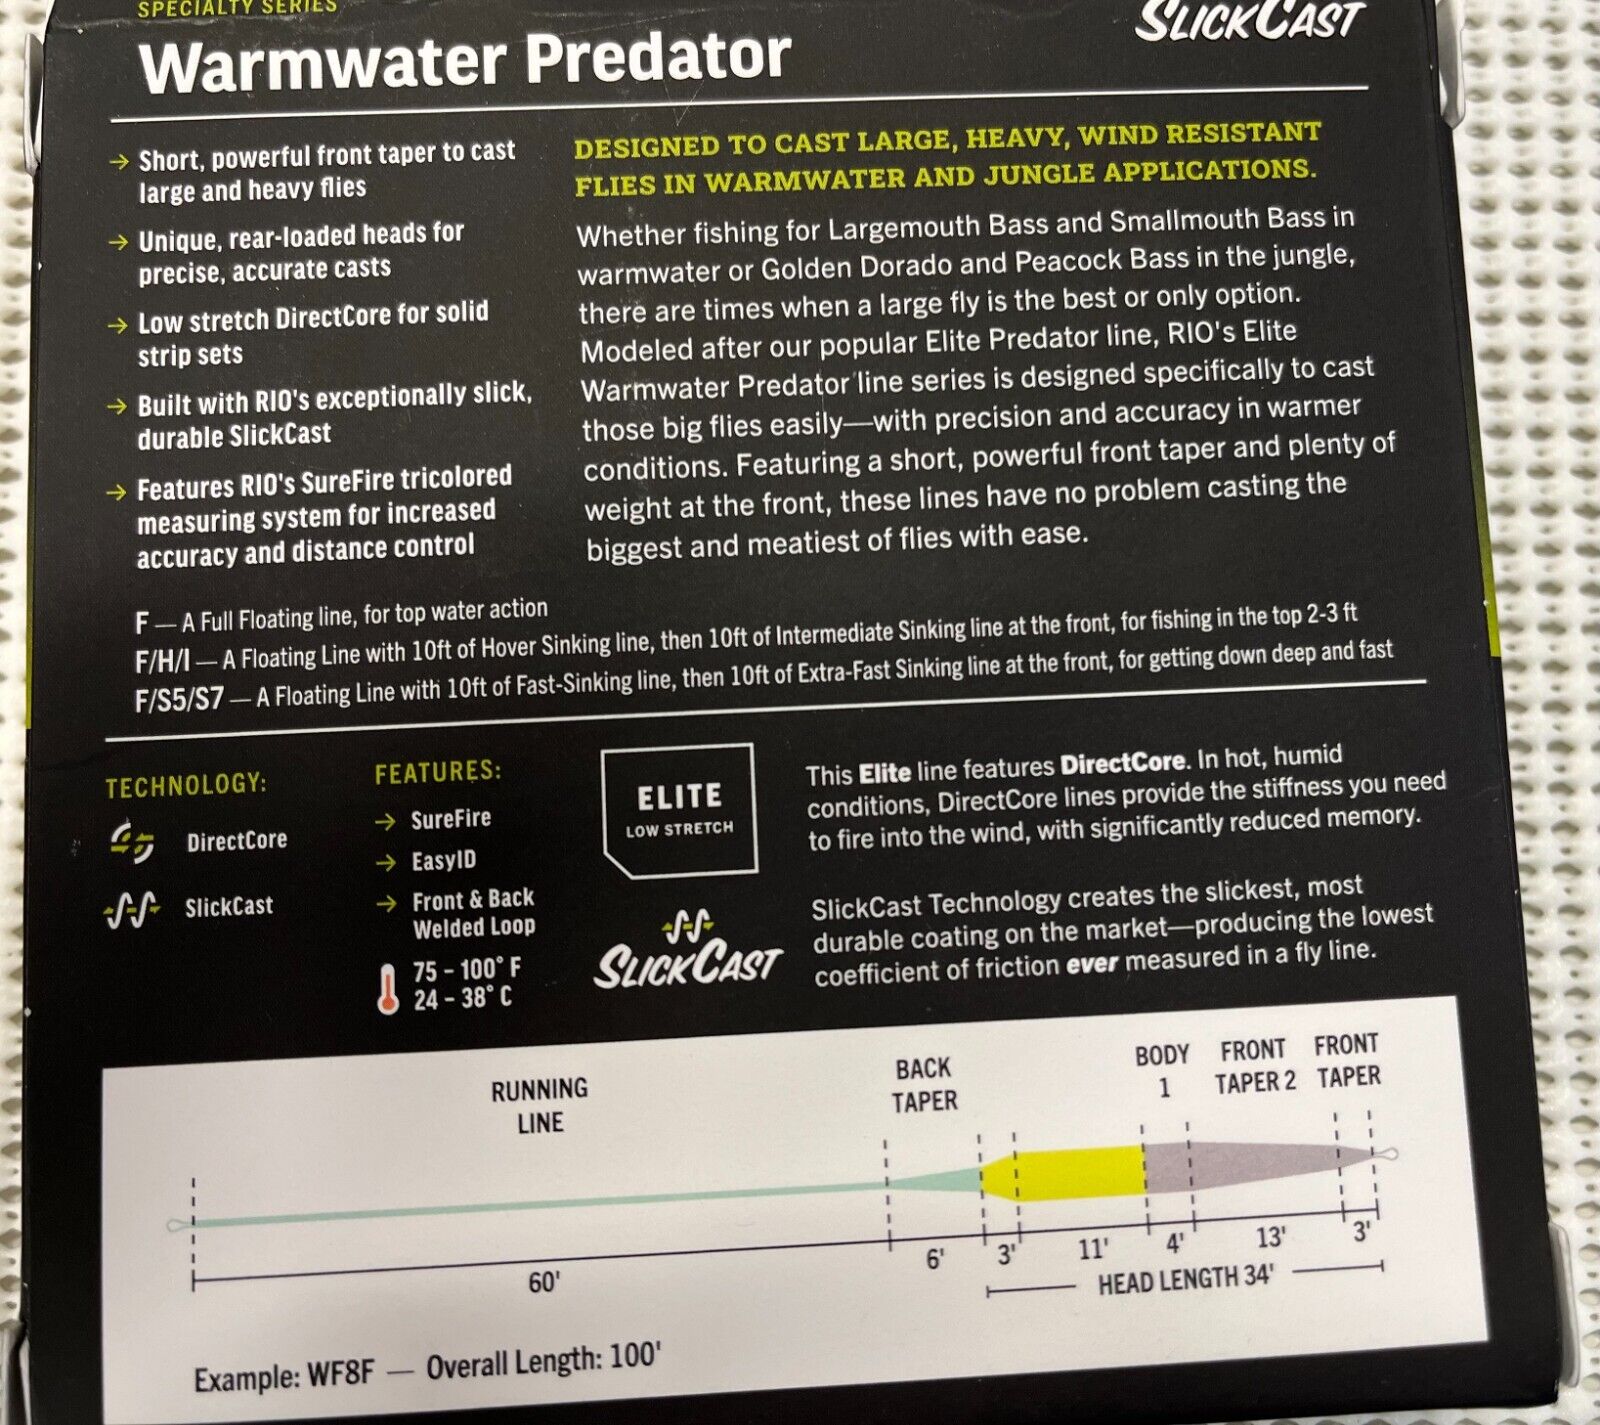 SPECIALTY SERIES
SLICKCAST
Warmwater Predator
→ Short, powerful front taper to cast
large and heavy flies
→ Unique, rear-loaded heads for
precise, accurate casts
→ Low stretch DirectCore for solid
strip sets
→ Built with RIO's exceptionally slick,
durable SlickCast
→ Features RIO's SureFire tricolored
measuring system for increased
accuracy and distance control
DESIGNED TO CAST LARGE, HEAVY, WIND RESISTANT
FLIES IN WARMWATER AND JUNGLE APPLICATIONS.
Whether fishing for Largemouth Bass and Smallmouth Bass in
warmwater or Golden Dorado and Peacock Bass in the jungle,
there are times when a large fly is the best or only option.
Modeled after our popular Elite Predator line, RIO's Elite
Warmwater Predator line series is designed specifically to cast
those big flies easily—with precision and accuracy in warmer
conditions. Featuring a short, powerful front taper and plenty of
weight at the front, these lines have no problem casting the
biggest and meatiest of flies with ease.
F — A Full Floating line, for top water action
F/H/I — A Floating Line with 10ft of Hover Sinking line, then 10ft of Intermediate Sinking line at the front, for fishing in the top 2-3 ft
F/S5/S7 — A Floating Line with 10ft of Fast-Sinking line, then 10ft of Extra-Fast Sinking line at the front, for getting down deep and fast
TECHNOLOGY:
DirectCore
SlickCast
FEATURES:
→ SureFire
→ EasyID
→ Front & Back
Welded Loop
75 – 100° F
24 – 38° C
ELITE
LOW STRETCH
SLICKCAST
This Elite line features DirectCore. In hot, humid
conditions, DirectCore lines provide the stiffness you need
to fire into the wind, with significantly reduced memory.
SlickCast Technology creates the slickest, most
durable coating on the market—producing the lowest
coefficient of friction ever measured in a fly line.
RUNNING
LINE
BACK
TAPER
BODY
1
FRONT
TAPER 2
FRONT
TAPER
60'
6'
3'
11'
4'
13'
3'
HEAD LENGTH 34'
Example: WF8F — Overall Length: 100'